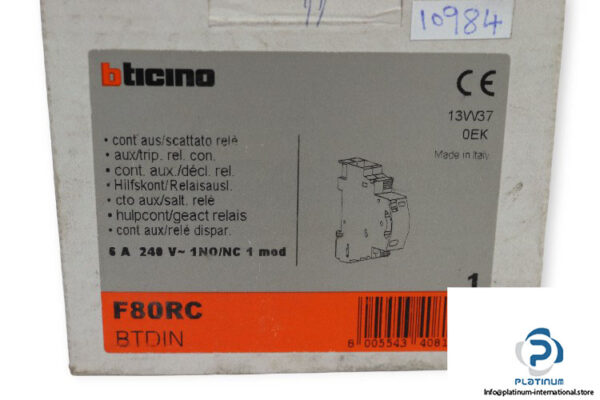 10984
bticino
CE
13W37
0EK
Made in Italy
• cont aus/scattato relè
• aux/trip. rel. con.
• cont. aux./décl. rel.
• Hilfskont/Relaisausl.
• cto aux/salt. relè
• hulpcont/geact relais
• cont aux/relé dispar.
6 A 240 V~ 1NO/NC 1 mod
1
F80RC
BTDIN
8 005543 4081
PLATINUM
info@platinum-international.store